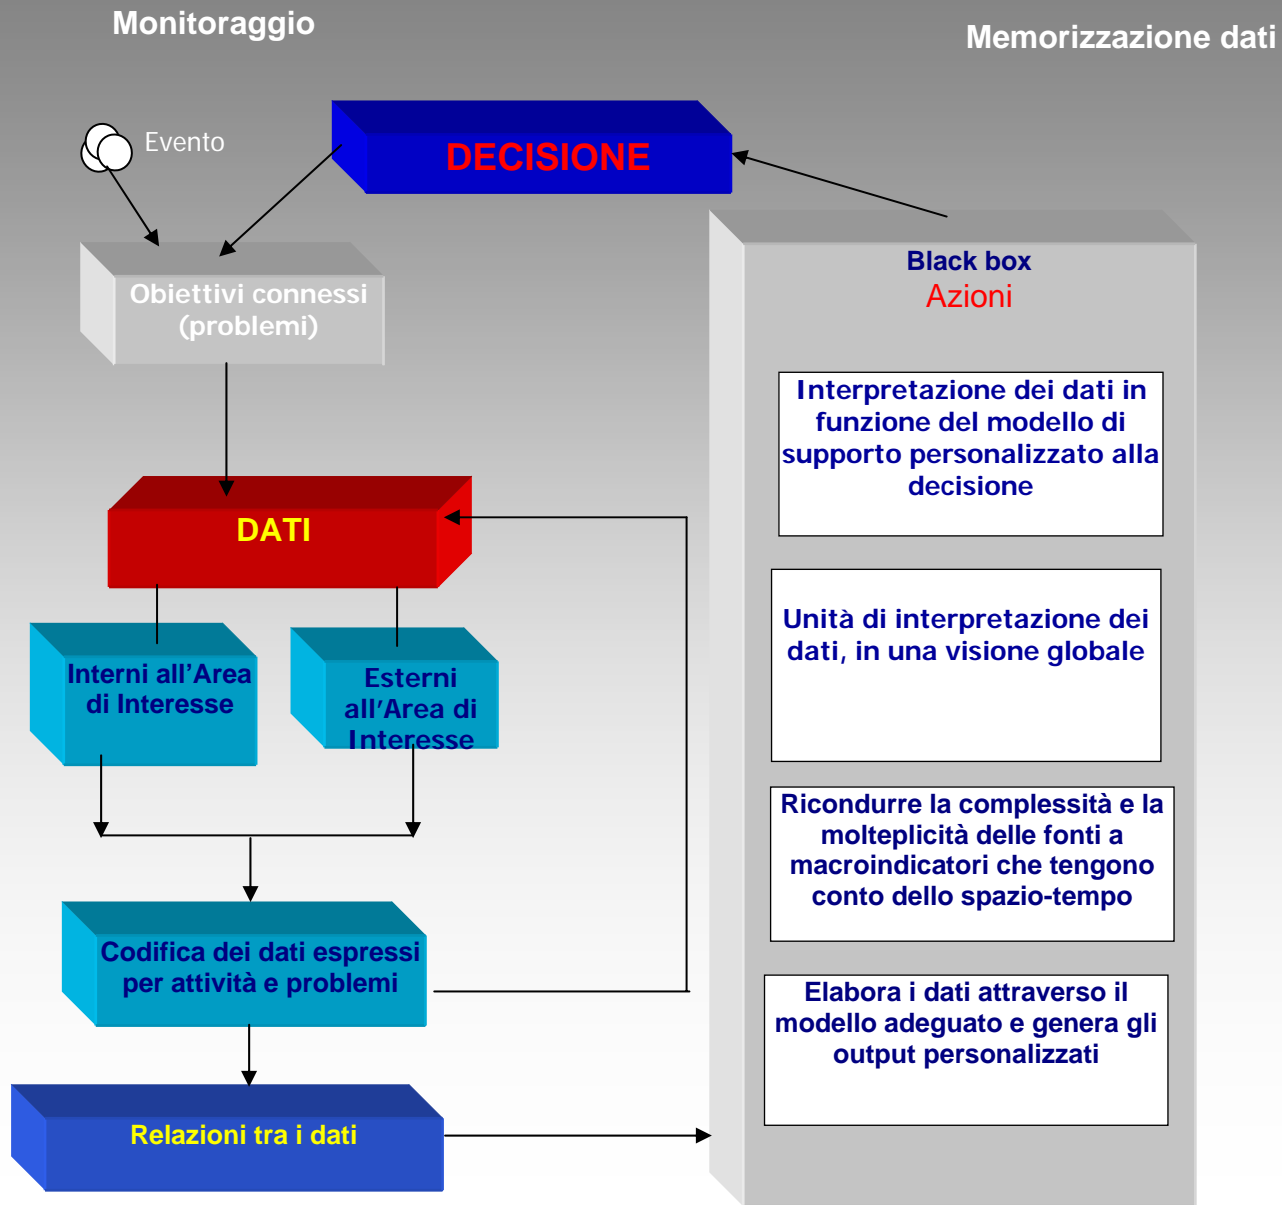 Monitoraggio
Memorizzazione dati
Evento
DECISIONE
Obiettivi connessi
(problemi)
DATI
Interni all'Area
di Interesse
Esterni
all'Area di
Interesse
Codifica dei dati espressi
per attività e problemi
Relazioni tra i dati
Black box
Azioni
Interpretazione dei dati in
funzione del modello di
supporto personalizzato alla
decisione
Unità di interpretazione dei
dati, in una visione globale
Ricondurre la complessità e la
molteplicità delle fonti a
macroindicatori che tengono
conto dello spazio-tempo
Elabora i dati attraverso il
modello adeguato e genera gli
output personalizzati